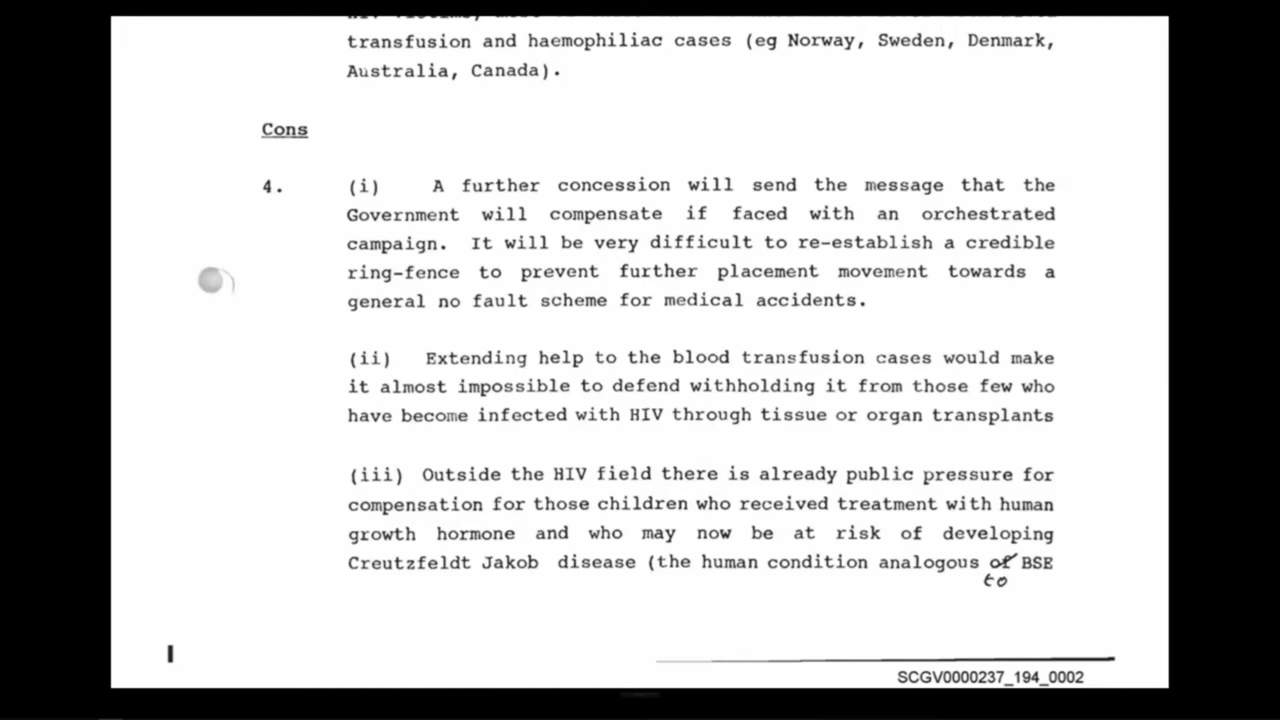 HIV victims,
transfusion and haemophiliac cases (eg Norway, Sweden, Denmark,
Australia, Canada).
Cons
4. (i) A further concession will send the message that the
Government will compensate if faced with an orchestrated
campaign. It will be very difficult to re-establish a credible
ring-fence to prevent further placement movement towards a
general no fault scheme for medical accidents.
(ii) Extending help to the blood transfusion cases would make
it almost impossible to defend withholding it from those few who
have become infected with HIV through tissue or organ transplants
(iii) Outside the HIV field there is already public pressure for
compensation for those children who received treatment with human
growth hormone and who may now be at risk of developing
Creutzfeldt Jakob disease (the human condition analogous of BSE
to
SCGV0000237_194_0002